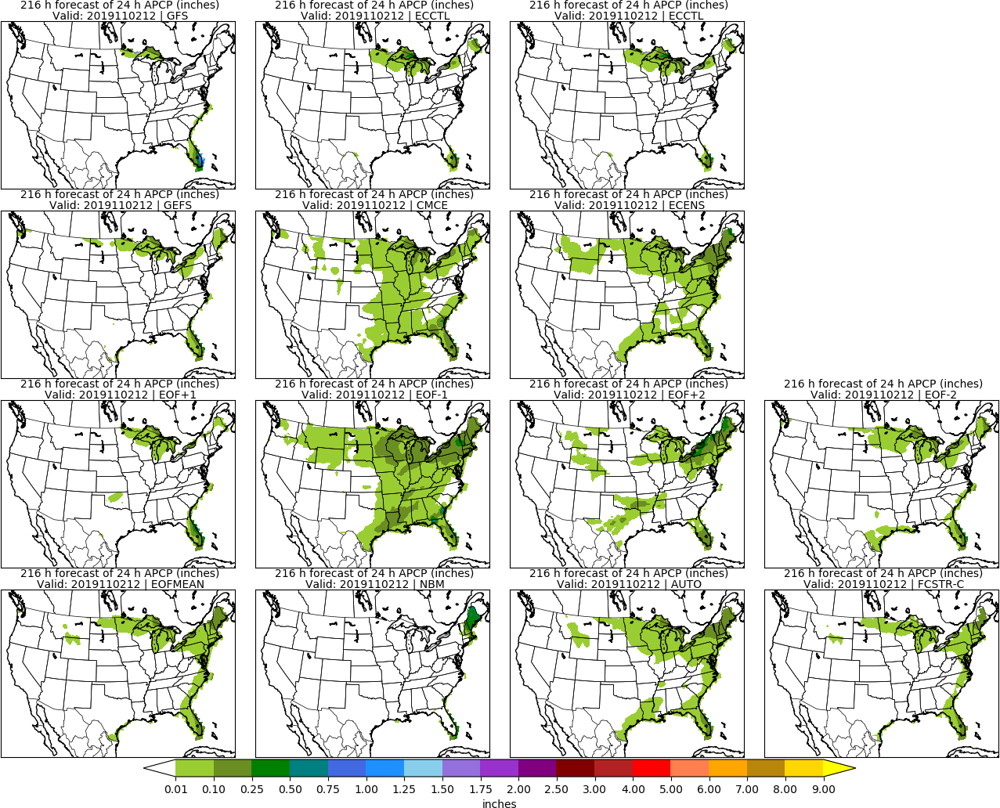 216 h forecast of 24 h APCP (inches)
Valid: 2019110212 | GFS
216 h forecast of 24 h APCP (inches)
Valid: 2019110212 | ECCTL
216 h forecast of 24 h APCP (inches)
Valid: 2019110212 | ECCTL
216 h forecast of 24 h APCP (inches)
Valid: 2019110212 | GEFS
216 h forecast of 24 h APCP (inches)
Valid: 2019110212 | CMCE
216 h forecast of 24 h APCP (inches)
Valid: 2019110212 | ECENS
216 h forecast of 24 h APCP (inches)
Valid: 2019110212 | EOF+1
216 h forecast of 24 h APCP (inches)
Valid: 2019110212 | EOF-1
216 h forecast of 24 h APCP (inches)
Valid: 2019110212 | EOF+2
216 h forecast of 24 h APCP (inches)
Valid: 2019110212 | EOF-2
216 h forecast of 24 h APCP (inches)
Valid: 2019110212 | EOFMEAN
216 h forecast of 24 h APCP (inches)
Valid: 2019110212 | NBM
216 h forecast of 24 h APCP (inches)
Valid: 2019110212 | AUTO
216 h forecast of 24 h APCP (inches)
Valid: 2019110212 | FCSTR-C
0.01 0.10 0.25 0.50 0.75 1.00 1.25 1.50 1.75 2.00 2.50 3.00 4.00 5.00 6.00 7.00 8.00 9.00
inches